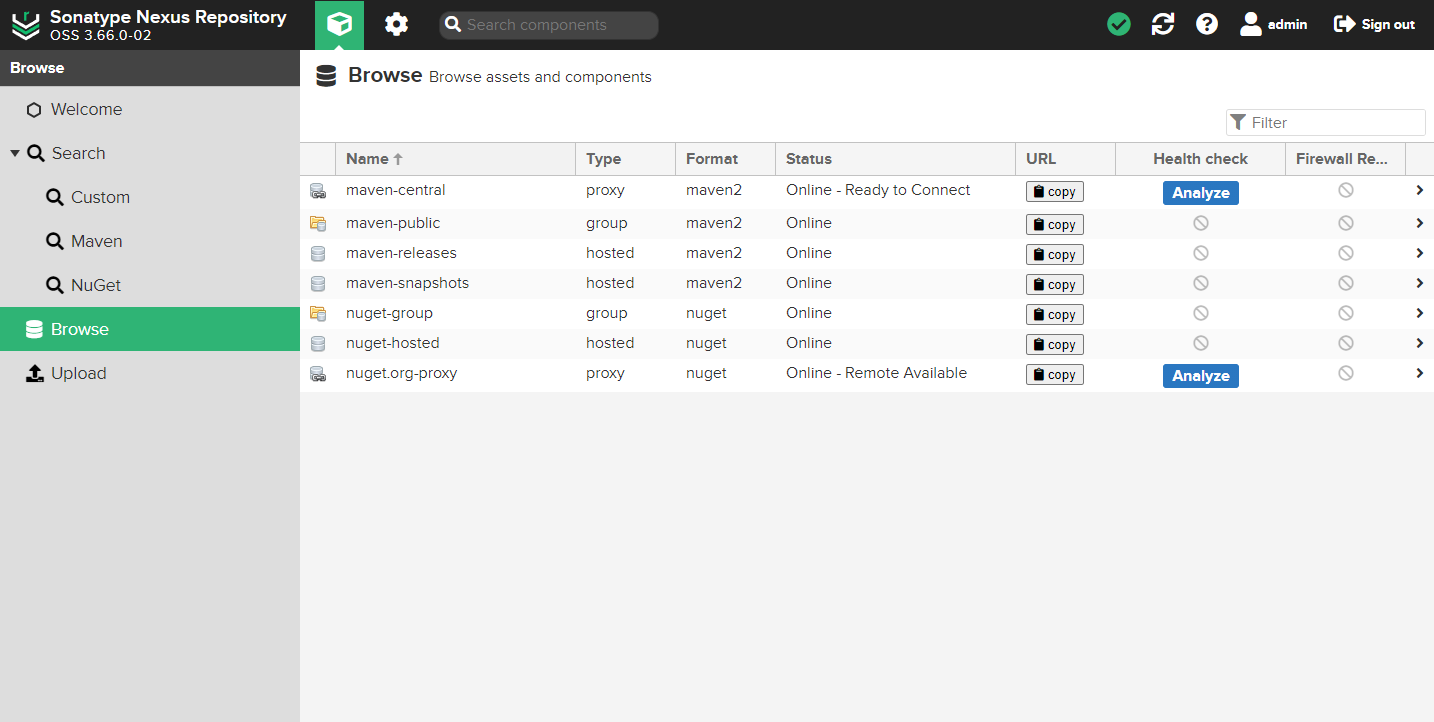 Sonatype Nexus Repository
OSS 3.66.0-02
Search components
admin
Sign out
Browse
Welcome
Search
Custom
Maven
NuGet
Browse
Upload
Browse Browse assets and components
Filter
Name Type Format Status URL Health check Firewall Re...
maven-central proxy maven2 Online - Ready to Connect copy Analyze
maven-public group maven2 Online copy
maven-releases hosted maven2 Online copy
maven-snapshots hosted maven2 Online copy
nuget-group group nuget Online copy
nuget-hosted hosted nuget Online copy
nuget.org-proxy proxy nuget Online - Remote Available copy Analyze